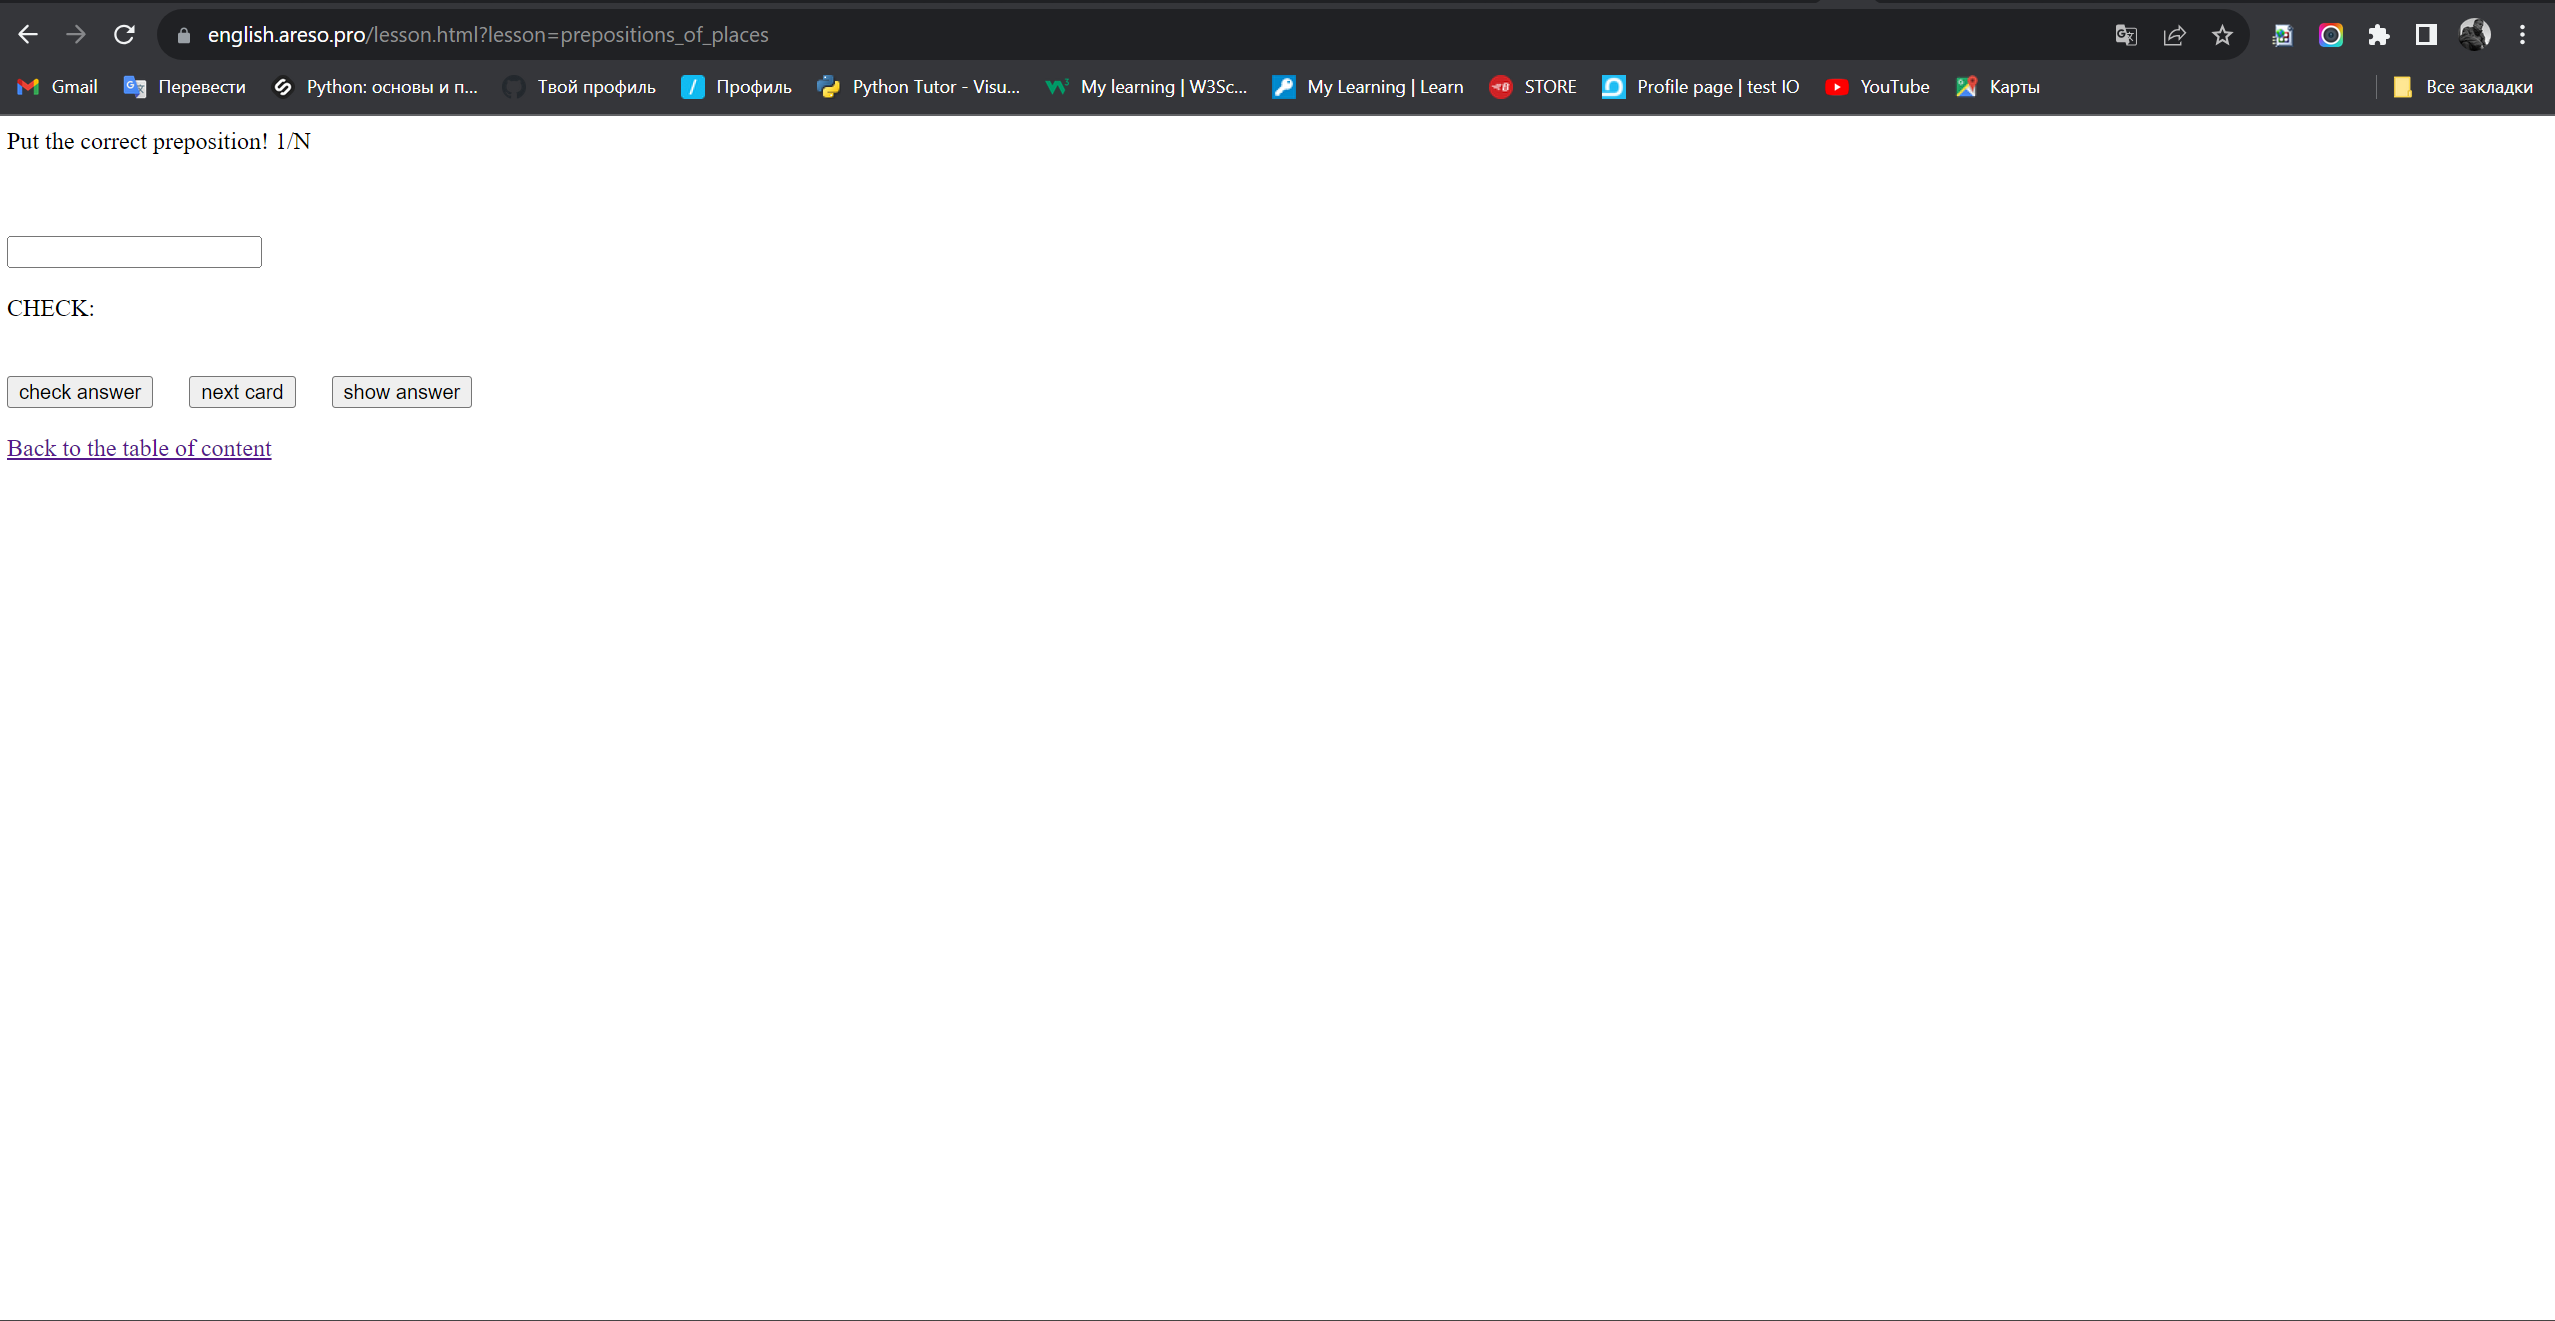 english.areso.pro/lesson.html?lesson=prepositions_of_places
Gmail Перевести Python: основы и п... Твой профиль Профиль Python Tutor - Visu... My learning | W3Sc... My Learning | Learn STORE Profile page | test IO YouTube Карты Все закладки
Put the correct preposition! 1/N
CHECK:
check answer next card show answer
Back to the table of content